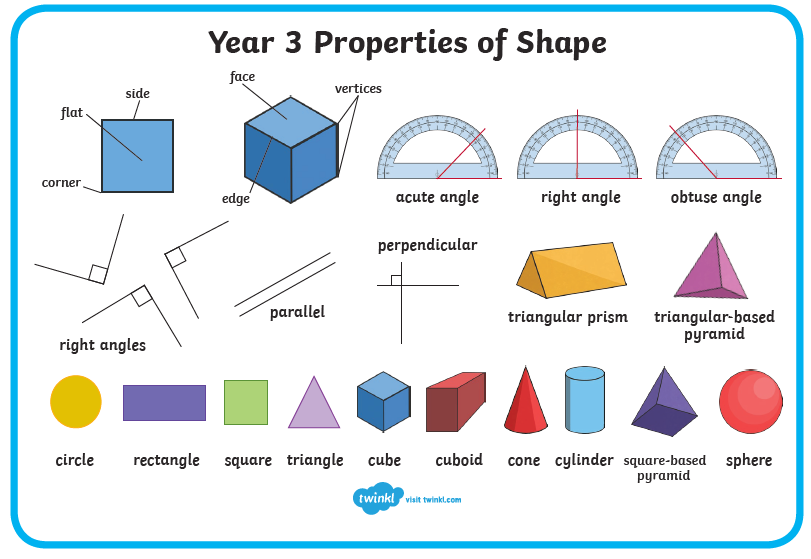 Year 3 Properties of Shape
side
flat
corner
face
vertices
edge
acute angle
right angle
obtuse angle
right angles
parallel
perpendicular
triangular prism
triangular-based
pyramid
circle
rectangle
square
triangle
cube
cuboid
cone
cylinder
square-based
pyramid
sphere
twinkl
visit twinkl.com